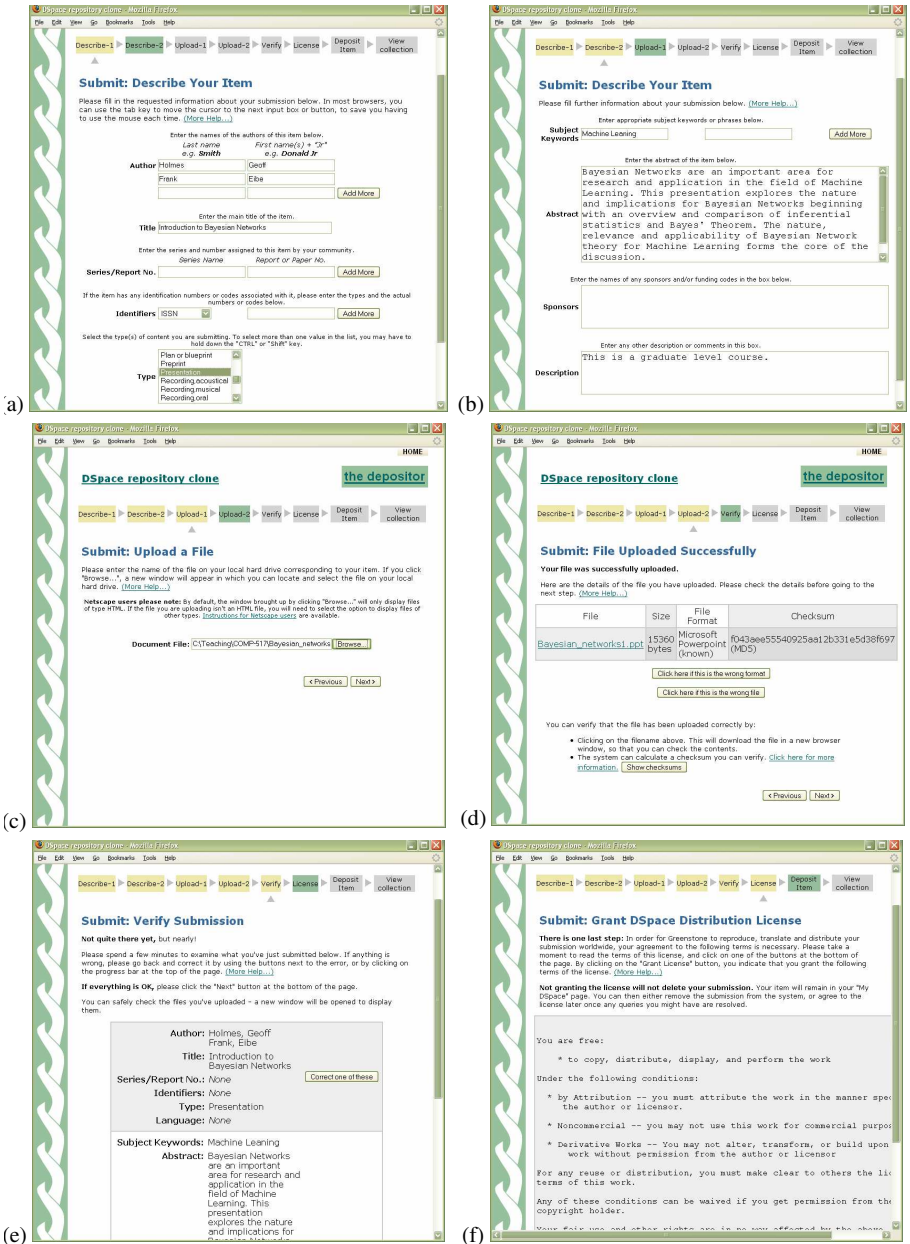 DSpace repository clone - Mozilla Firefox
File Edit View Go Bookmarks Tools Help
Describe-1 Describe-2 Upload-1 Upload-2 Verify License Deposit Item View collection
Submit: Describe Your Item
Please fill in the requested information about your submission below. In most browsers, you
can use the tab key to move the cursor to the next input box or button, to save you having
to use the mouse each time. (More Help...)
Enter the names of the authors of this item below.
Last name First name(s) + "Jr"
e.g. Smith e.g. Donald Jr
Author Holmes Geoff
Frank Eibe
Add More
Enter the main title of the item.
Title Introduction to Bayesian Networks
Enter the series and number assigned to this item by your community.
Series Name Report or Paper No.
Series/Report No. Add More
If the item has any identification numbers or codes associated with it, please enter the types and the actual
numbers or codes below.
Identifiers ISSN Add More
Select the type(s) of content you are submitting. To select more than one value in the list, you may have to
hold down the "CTRL" or "Shift" key.
Plan or blueprint
Preprint
Presentation
Type Recording,acoustical
Recording,musical
Recording,oral
(a)
DSpace repository clone - Mozilla Firefox
File Edit View Go Bookmarks Tools Help
Describe-1 Describe-2 Upload-1 Upload-2 Verify License Deposit Item View collection
Submit: Describe Your Item
Please fill further information about your submission below. (More Help...)
Enter appropriate subject keywords or phrases below.
Subject Keywords Machine Leaning Add More
Enter the abstract of the item below.
Bayesian Networks are an important area for
research and application in the field of Machine
Learning. This presentation explores the nature
and implications for Bayesian Networks beginning
Abstract with an overview and comparison of inferential
statistics and Bayes' Theorem. The nature,
relevance and applicability of Bayesian Network
theory for Machine Learning forms the core of the
discussion.
Enter the names of any sponsors and/or funding codes in the box below.
Sponsors
Enter any other description or comments in this box.
This is a graduate level course.
Description
(b)
DSpace repository clone - Mozilla Firefox
File Edit View Go Bookmarks Tools Help
HOME
DSpace repository clone the depositor
Describe-1 Describe-2 Upload-1 Upload-2 Verify License Deposit Item View collection
Submit: Upload a File
Please enter the name of the file on your local hard drive corresponding to your item. If you click
"Browse...", a new window will appear in which you can locate and select the file on your local
hard drive. (More Help...)
Netscape users please note: By default, the window brought up by clicking "Browse..." will only display files
of type HTML. If the file you are uploading isn't an HTML file, you will need to select the option to display files of
other types. Instructions for Netscape users are available.
Document File: C:\Teaching\COMP-517\Bayesian_networks Browse...
< Previous Next >
(c)
DSpace repository clone - Mozilla Firefox
File Edit View Go Bookmarks Tools Help
HOME
DSpace repository clone the depositor
Describe-1 Describe-2 Upload-1 Upload-2 Verify License Deposit Item View collection
Submit: File Uploaded Successfully
Your file was successfully uploaded.
Here are the details of the file you have uploaded. Please check the details before going to the
next step. (More Help...)
File Size File Format Checksum
Bayesian_networks1.ppt 15360 bytes Microsoft Powerpoint (known) f043aee55540925aa12b331e5d38f697 (MD5)
Click here if this is the wrong format
Click here if this is the wrong file
You can verify that the file has been uploaded correctly by:
• Clicking on the filename above. This will download the file in a new browser
window, so that you can check the contents.
• The system can calculate a checksum you can verify. Click here for more
information. Show checksums
< Previous Next >
(d)
DSpace repository clone - Mozilla Firefox
File Edit View Go Bookmarks Tools Help
Describe-1 Describe-2 Upload-1 Upload-2 Verify License Deposit Item View collection
Submit: Verify Submission
Not quite there yet, but nearly!
Please spend a few minutes to examine what you've just submitted below. If anything is
wrong, please go back and correct it by using the buttons next to the error, or by clicking on
the progress bar at the top of the page. (More Help...)
If everything is OK, please click the "Next" button at the bottom of the page.
You can safely check the files you've uploaded - a new window will be opened to display
them.
Author: Holmes, Geoff
Frank, Eibe
Title: Introduction to
Bayesian Networks
Series/Report No.: None Correct one of these
Identifiers: None
Type: Presentation
Language: None
Subject Keywords: Machine Leaning
Abstract: Bayesian Networks
are an important
area for research and
application in the
field of Machine
Learning. This
presentation
explores the nature
and implications for
Bayesian Networks
(e)
DSpace repository clone - Mozilla Firefox
File Edit View Go Bookmarks Tools Help
Describe-1 Describe-2 Upload-1 Upload-2 Verify License Deposit Item View collection
Submit: Grant DSpace Distribution License
There is one last step: In order for Greenstone to reproduce, translate and distribute your
submission worldwide, your agreement to the following terms is necessary. Please take a
moment to read the terms of this license, and click on one of the buttons at the bottom of
the page. By clicking on the "Grant License" button, you indicate that you grant the following
terms of the license. (More Help...)
Not granting the license will not delete your submission. Your item will remain in your "My
DSpace" page. You can then either remove the submission from the system, or agree to the
license later once any queries you might have are resolved.
You are free:
* to copy, distribute, display, and perform the work
Under the following conditions:
* by Attribution -- you must attribute the work in the manner spec
the author or licensor.
* Noncommercial -- you may not use this work for commercial purpos
* Derivative Works -- You may not alter, transform, or build upon
work without permission from the author or licensor
For any reuse or distribution, you must make clear to others the lic
terms of this work.
Any of these conditions can be waived if you get permission from the
copyright holder.
Your fair use and other rights are in no way affected by the above
(f)